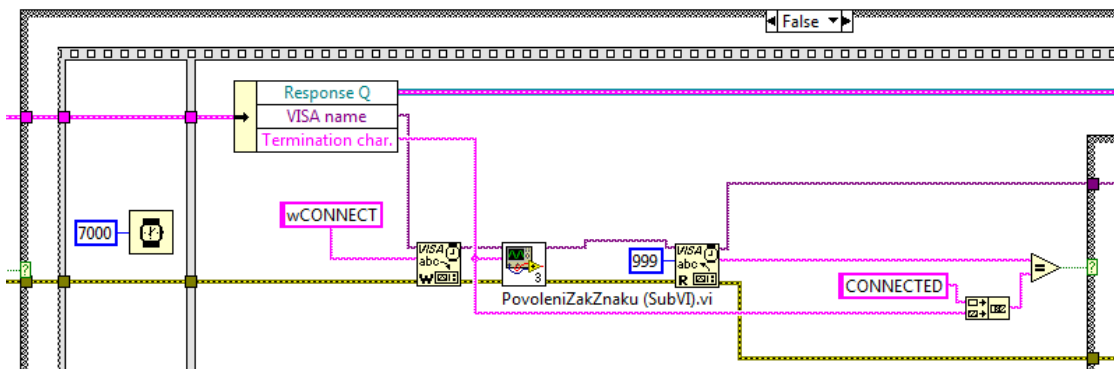 False
Response Q
VISA name
Termination char.
wCONNECT
7000
VISA
abc
W
3
PovoleniZakZnaku (SubVI).vi
999
VISA
abc
R
CONNECTED
=
?
?